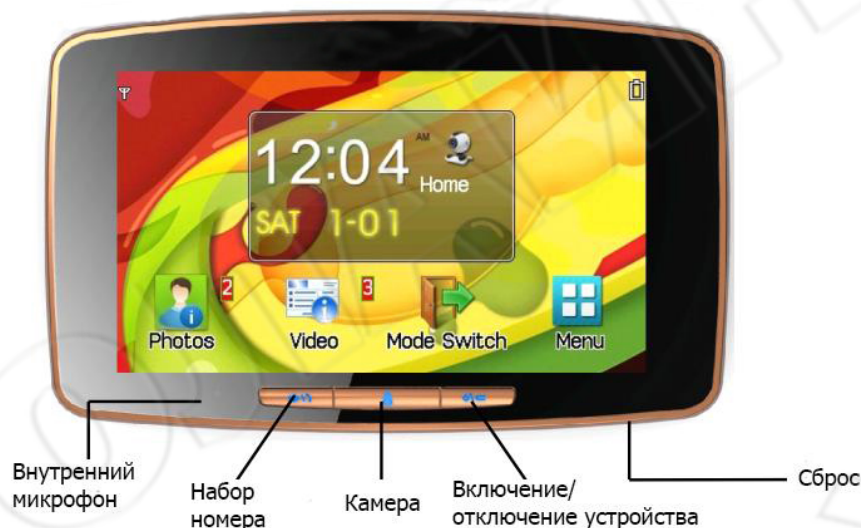 12:04
AM
Home
SAT 1-01
2
3
Photos
Video
Mode Switch
Menu
Внутренний
микрофон
Набор
номера
Камера
Включение/
отключение устройства
Сброс